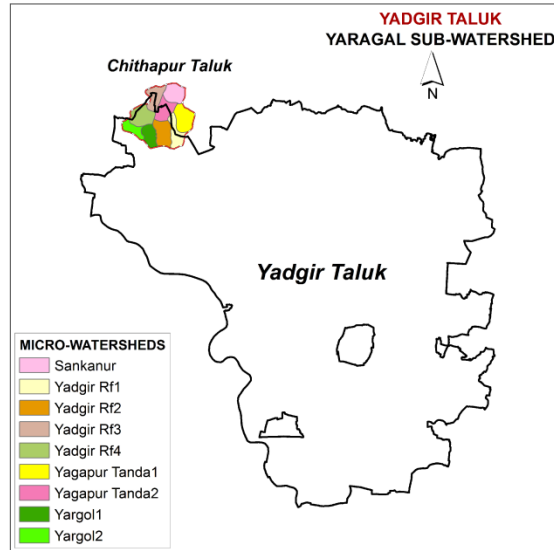 YADGIR TALUK
YARAGAL SUB-WATERSHED
Chithapur Taluk
N
Yadgir Taluk
MICRO-WATERSHEDS
Sankanur
Yadgir Rf1
Yadgir Rf2
Yadgir Rf3
Yadgir Rf4
Yagapur Tanda1
Yagapur Tanda2
Yargol1
Yargol2